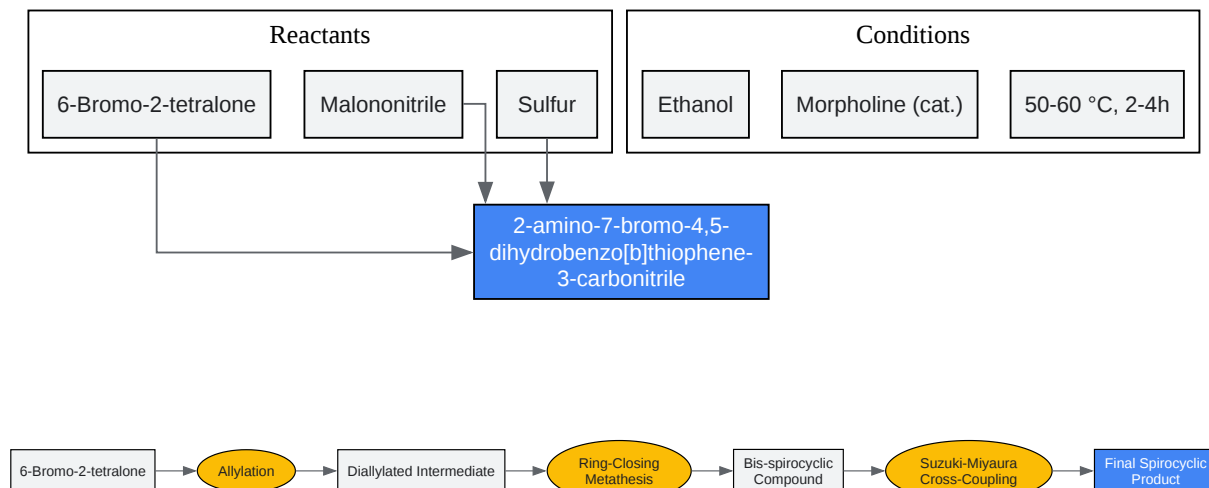 Reactants
Conditions
6-Bromo-2-tetralone
Malononitrile
Sulfur
Ethanol
Morpholine (cat.)
50-60 °C, 2-4h
2-amino-7-bromo-4,5-
dihydrobenzo[b]thiophene-
3-carbonitrile
6-Bromo-2-tetralone
Allylation
Diallylated Intermediate
Ring-Closing
Metathesis
Bis-spirocyclic
Compound
Suzuki-Miyaura
Cross-Coupling
Final Spirocyclic
Product